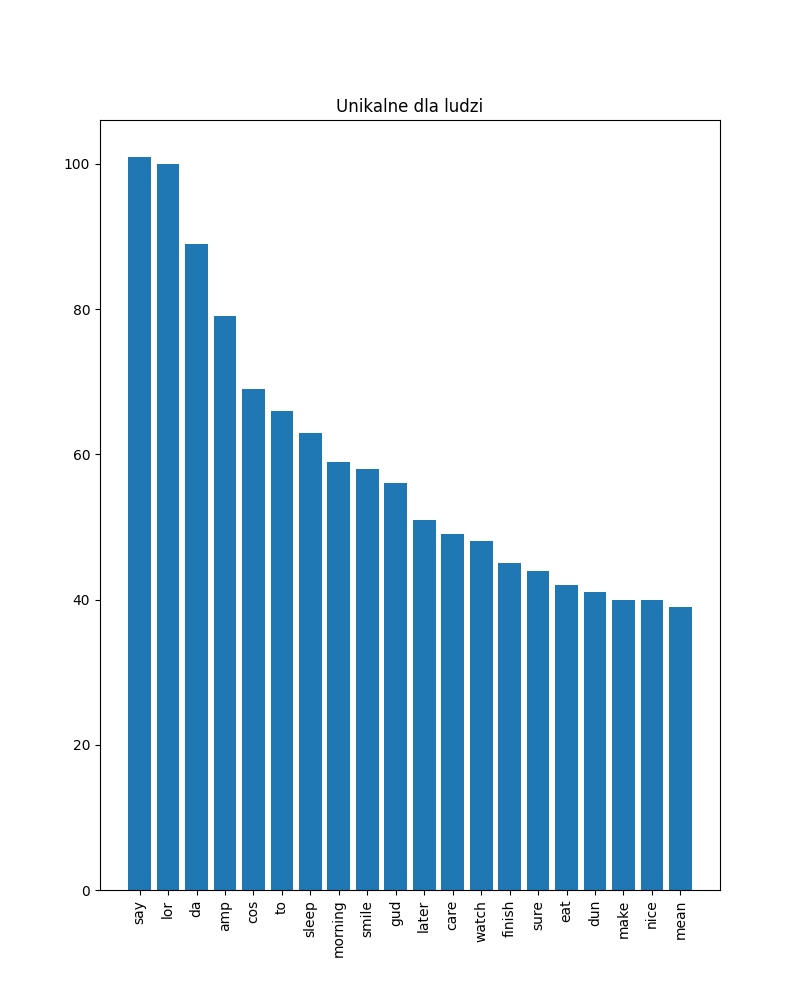 Unikalne dla ludzi
100
80
60
40
20
0
say
lor
da
amp
cos
to
sleep
morning
smile
gud
later
care
watch
finish
sure
eat
dun
make
nice
mean